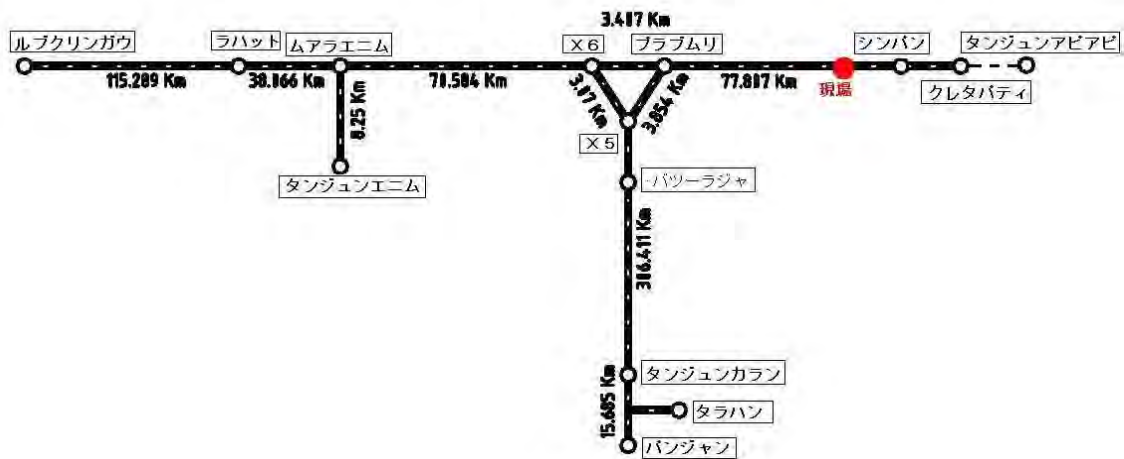 3.487 Km
ルブクリンガウ
ラハット
ムアラエニム
X6
プラブムリ
シンパン
タンジュンアピアピ
115.289 Km
38.866 Km
78.584 Km
77.887 Km
現場
クレタパティ
8.25 Km
3.87 Km
3.854 Km
X5
タンジュンエニム
-バツーラジャ
386.411 Km
タンジュンカラン
15.685 Km
タラハン
パンジャン